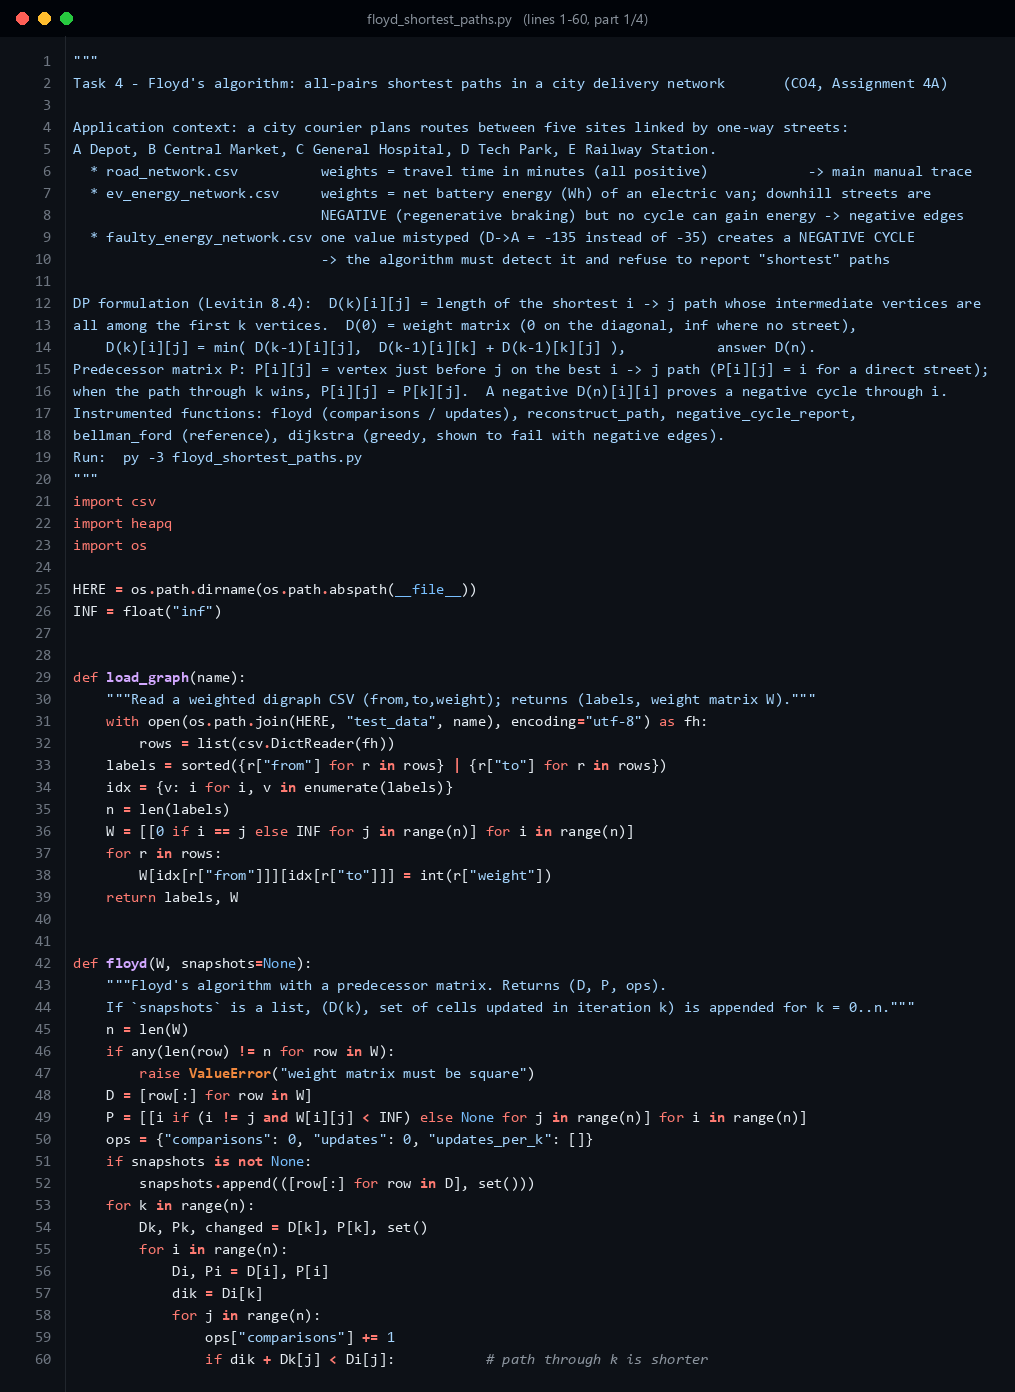 floyd_shortest_paths.py   (lines 1-60, part 1/4)
1 """
2 Task 4 - Floyd's algorithm: all-pairs shortest paths in a city delivery network       (CO4, Assignment 4A)
3
4 Application context: a city courier plans routes between five sites linked by one-way streets:
5 A Depot, B Central Market, C General Hospital, D Tech Park, E Railway Station.
6   * road_network.csv          weights = travel time in minutes (all positive)            -> main manual trace
7   * ev_energy_network.csv     weights = net battery energy (Wh) of an electric van; downhill streets are
8                               NEGATIVE (regenerative braking) but no cycle can gain energy -> negative edges
9   * faulty_energy_network.csv one value mistyped (D->A = -135 instead of -35) creates a NEGATIVE CYCLE
10                               -> the algorithm must detect it and refuse to report "shortest" paths
11
12 DP formulation (Levitin 8.4):  D(k)[i][j] = length of the shortest i -> j path whose intermediate vertices are
13 all among the first k vertices.  D(0) = weight matrix (0 on the diagonal, inf where no street),
14     D(k)[i][j] = min( D(k-1)[i][j],  D(k-1)[i][k] + D(k-1)[k][j] ),           answer D(n).
15 Predecessor matrix P: P[i][j] = vertex just before j on the best i -> j path (P[i][j] = i for a direct street);
16 when the path through k wins, P[i][j] = P[k][j].  A negative D(n)[i][i] proves a negative cycle through i.
17 Instrumented functions: floyd (comparisons / updates), reconstruct_path, negative_cycle_report,
18 bellman_ford (reference), dijkstra (greedy, shown to fail with negative edges).
19 Run:  py -3 floyd_shortest_paths.py
20 """
21 import csv
22 import heapq
23 import os
24
25 HERE = os.path.dirname(os.path.abspath(__file__))
26 INF = float("inf")
27
28
29 def load_graph(name):
30     """Read a weighted digraph CSV (from,to,weight); returns (labels, weight matrix W)."""
31     with open(os.path.join(HERE, "test_data", name), encoding="utf-8") as fh:
32         rows = list(csv.DictReader(fh))
33     labels = sorted({r["from"] for r in rows} | {r["to"] for r in rows})
34     idx = {v: i for i, v in enumerate(labels)}
35     n = len(labels)
36     W = [[0 if i == j else INF for j in range(n)] for i in range(n)]
37     for r in rows:
38         W[idx[r["from"]]][idx[r["to"]]] = int(r["weight"])
39     return labels, W
40
41
42 def floyd(W, snapshots=None):
43     """Floyd's algorithm with a predecessor matrix. Returns (D, P, ops).
44     If `snapshots` is a list, (D(k), set of cells updated in iteration k) is appended for k = 0..n."""
45     n = len(W)
46     if any(len(row) != n for row in W):
47         raise ValueError("weight matrix must be square")
48     D = [row[:] for row in W]
49     P = [[i if (i != j and W[i][j] < INF) else None for j in range(n)] for i in range(n)]
50     ops = {"comparisons": 0, "updates": 0, "updates_per_k": []}
51     if snapshots is not None:
52         snapshots.append(([row[:] for row in D], set()))
53     for k in range(n):
54         Dk, Pk, changed = D[k], P[k], set()
55         for i in range(n):
56             Di, Pi = D[i], P[i]
57             dik = Di[k]
58             for j in range(n):
59                 ops["comparisons"] += 1
60                 if dik + Dk[j] < Di[j]:           # path through k is shorter